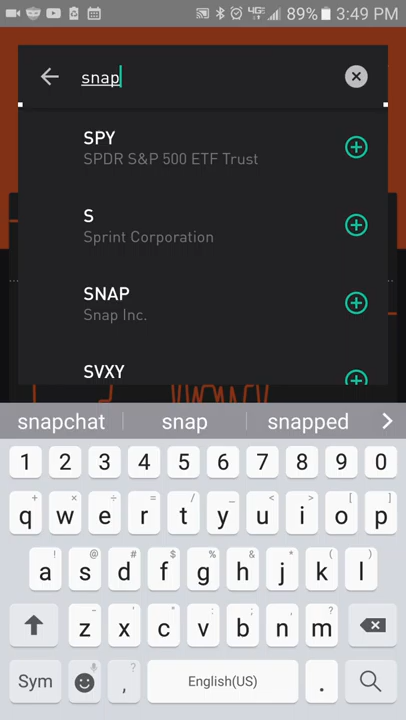 89% 3:49 PM
snap
SPY
SPDR S&P 500 ETF Trust
S
Sprint Corporation
SNAP
Snap Inc.
SVXY
snapchat snap snapped
1 2 3 4 5 6 7 8 9 0
+ × ÷ = / _ < > [ ]
q w e r t y u i o p
! @ # $ % ^ & * ( )
a s d f g h j k l
- ' " : ; , ?
z x c v b n m
Sym , English(US) .